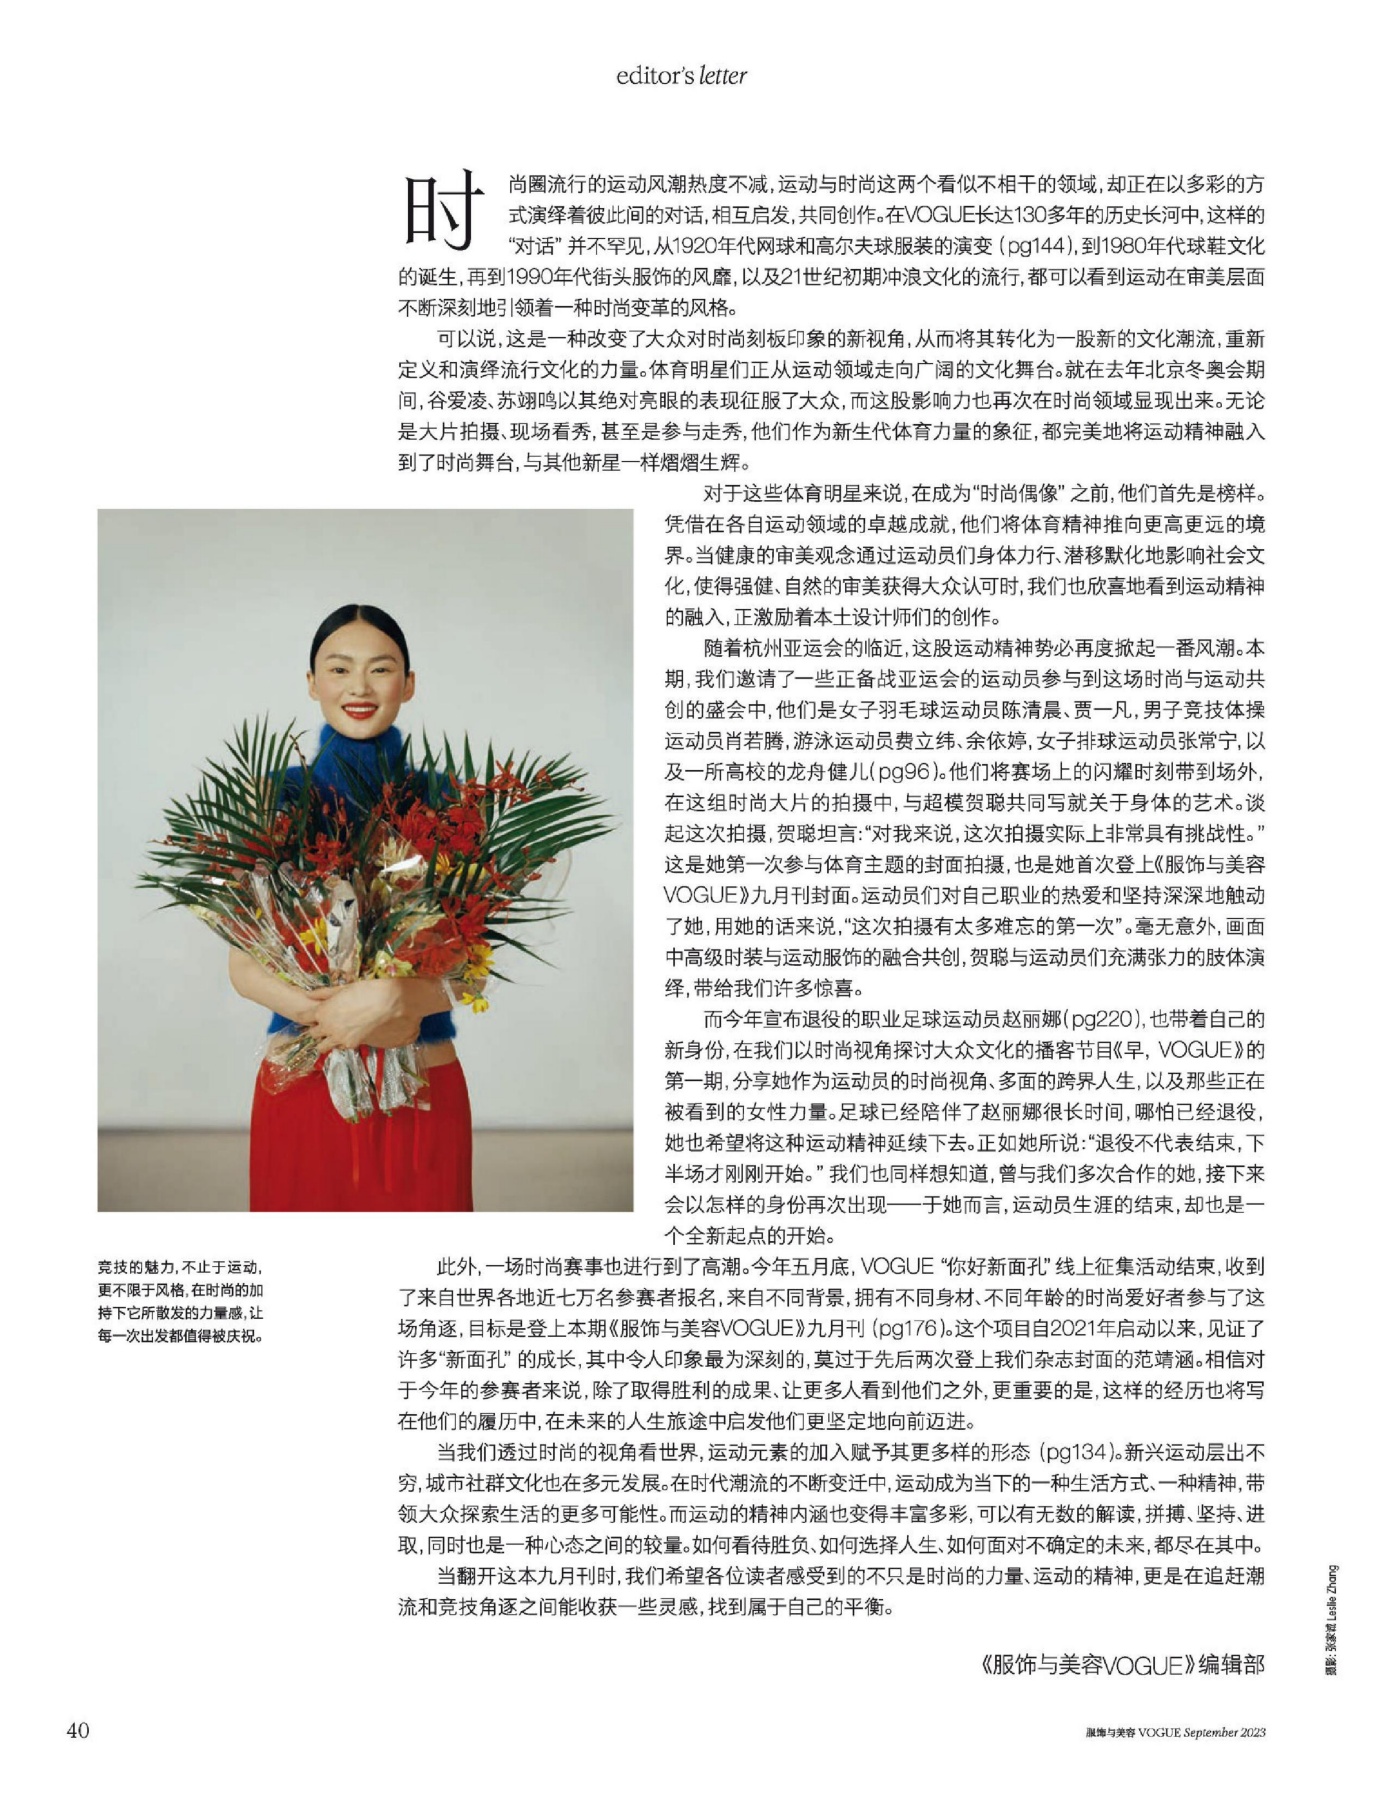 editor's letter
时
尚圈流行的运动风潮热度不减,运动与时尚这两个看似不相干的领域,却正在以多彩的方
式演绎着彼此间的对话,相互启发,共同创作。在VOGUE长达130多年的历史长河中,这样的
“对话” 并不罕见,从1920年代网球和高尔夫球服装的演变 (pg144),到1980年代球鞋文化
的诞生,再到1990年代街头服饰的风靡,以及21世纪初期冲浪文化的流行,都可以看到运动在审美层面
不断深刻地引领着一种时尚变革的风格。
可以说,这是一种改变了大众对时尚刻板印象的新视角,从而将其转化为一股新的文化潮流,重新
定义和演绎流行文化的力量。体育明星们正从运动领域走向广阔的文化舞台。就在去年北京冬奥会期
间,谷爱凌、苏翊鸣以其绝对亮眼的表现征服了大众,而这股影响力也再次在时尚领域显现出来。无论
是大片拍摄、现场看秀,甚至是参与走秀,他们作为新生代体育力量的象征,都完美地将运动精神融入
到了时尚舞台,与其他新星一样熠熠生辉。
对于这些体育明星来说,在成为“时尚偶像” 之前,他们首先是榜样。
凭借在各自运动领域的卓越成就,他们将体育精神推向更高更远的境
界。当健康的审美观念通过运动员们身体力行、潜移默化地影响社会文
化,使得强健、自然的审美获得大众认可时,我们也欣喜地看到运动精神
的融入,正激励着本土设计师们的创作。
随着杭州亚运会的临近,这股运动精神势必再度掀起一番风潮。本
期,我们邀请了一些正备战亚运会的运动员参与到这场时尚与运动共
创的盛会中,他们是女子羽毛球运动员陈清晨、贾一凡,男子竞技体操
运动员肖若腾,游泳运动员费立纬、余依婷,女子排球运动员张常宁,以
及一所高校的龙舟健儿(pg96)。他们将赛场上的闪耀时刻带到场外,
在这组时尚大片的拍摄中,与超模贺聪共同写就关于身体的艺术。谈
起这次拍摄,贺聪坦言:“对我来说,这次拍摄实际上非常具有挑战性。”
这是她第一次参与体育主题的封面拍摄,也是她首次登上《服饰与美容
VOGUE》九月刊封面。运动员们对自己职业的热爱和坚持深深地触动
了她,用她的话来说,“这次拍摄有太多难忘的第一次”。毫无意外,画面
中高级时装与运动服饰的融合共创,贺聪与运动员们充满张力的肢体演
绎,带给我们许多惊喜。
而今年宣布退役的职业足球运动员赵丽娜(pg220),也带着自己的
新身份,在我们以时尚视角探讨大众文化的播客节目《早, VOGUE》的
第一期,分享她作为运动员的时尚视角、多面的跨界人生,以及那些正在
被看到的女性力量。足球已经陪伴了赵丽娜很长时间,哪怕已经退役,
她也希望将这种运动精神延续下去。正如她所说:“退役不代表结束,下
半场才刚刚开始。” 我们也同样想知道,曾与我们多次合作的她,接下来
会以怎样的身份再次出现——于她而言,运动员生涯的结束,却也是一
个全新起点的开始。
竞技的魅力,不止于运动,
更不限于风格,在时尚的加
持下它所散发的力量感,让
每一次出发都值得被庆祝。
此外,一场时尚赛事也进行到了高潮。今年五月底, VOGUE “你好新面孔” 线上征集活动结束,收到
了来自世界各地近七万名参赛者报名,来自不同背景,拥有不同身材、不同年龄的时尚爱好者参与了这
场角逐,目标是登上本期《服饰与美容VOGUE》九月刊 (pg176)。这个项目自2021年启动以来,见证了
许多“新面孔” 的成长,其中令人印象最为深刻的,莫过于先后两次登上我们杂志封面的范靖涵。相信对
于今年的参赛者来说,除了取得胜利的成果、让更多人看到他们之外,更重要的是,这样的经历也将写
在他们的履历中,在未来的人生旅途中启发他们更坚定地向前迈进。
当我们透过时尚的视角看世界,运动元素的加入赋予其更多样的形态 (pg134)。新兴运动层出不
穷,城市社群文化也在多元发展。在时代潮流的不断变迁中,运动成为当下的一种生活方式、一种精神,带
领大众探索生活的更多可能性。而运动的精神内涵也变得丰富多彩,可以有无数的解读,拼搏、坚持、进
取,同时也是一种心态之间的较量。如何看待胜负、如何选择人生、如何面对不确定的未来,都尽在其中。
当翻开这本九月刊时,我们希望各位读者感受到的不只是时尚的力量、运动的精神,更是在追赶潮
流和竞技角逐之间能收获一些灵感,找到属于自己的平衡。
《服饰与美容VOGUE》编辑部
摄影: 张家诚 Leslie Zhang
40
服饰与美容 VOGUE September 2023